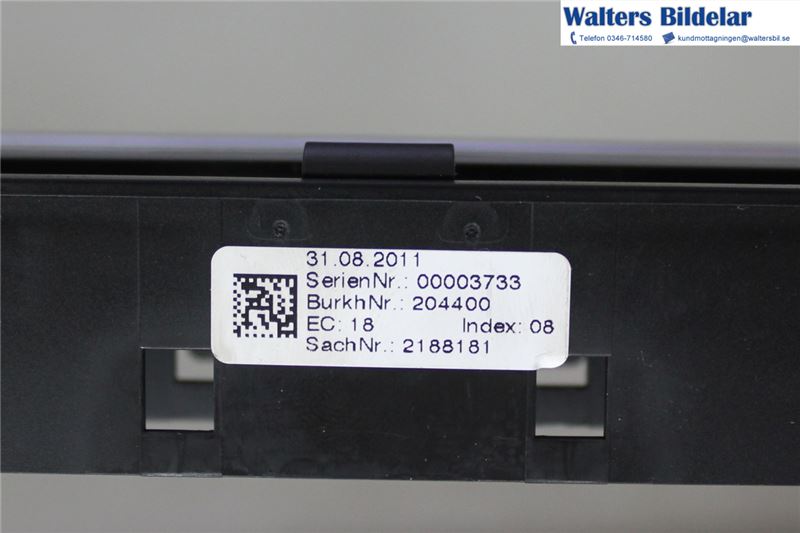 Walters Bildelar
Telefon 0346-714580 kundmottagningen@waltersbil.se
31.08.2011
SerienNr.: 00003733
BurkhNr.: 204400
EC: 18 Index: 08
SachNr.: 2188181